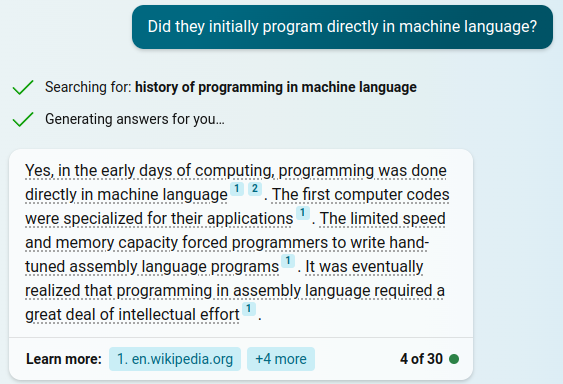 Did they initially program directly in machine language?
Searching for: history of programming in machine language
Generating answers for you...
Yes, in the early days of computing, programming was done
directly in machine language 1 2 . The first computer codes
were specialized for their applications 1 . The limited speed
and memory capacity forced programmers to write hand-
tuned assembly language programs 1 . It was eventually
realized that programming in assembly language required a
great deal of intellectual effort 1 .
Learn more: 1. en.wikipedia.org +4 more 4 of 30